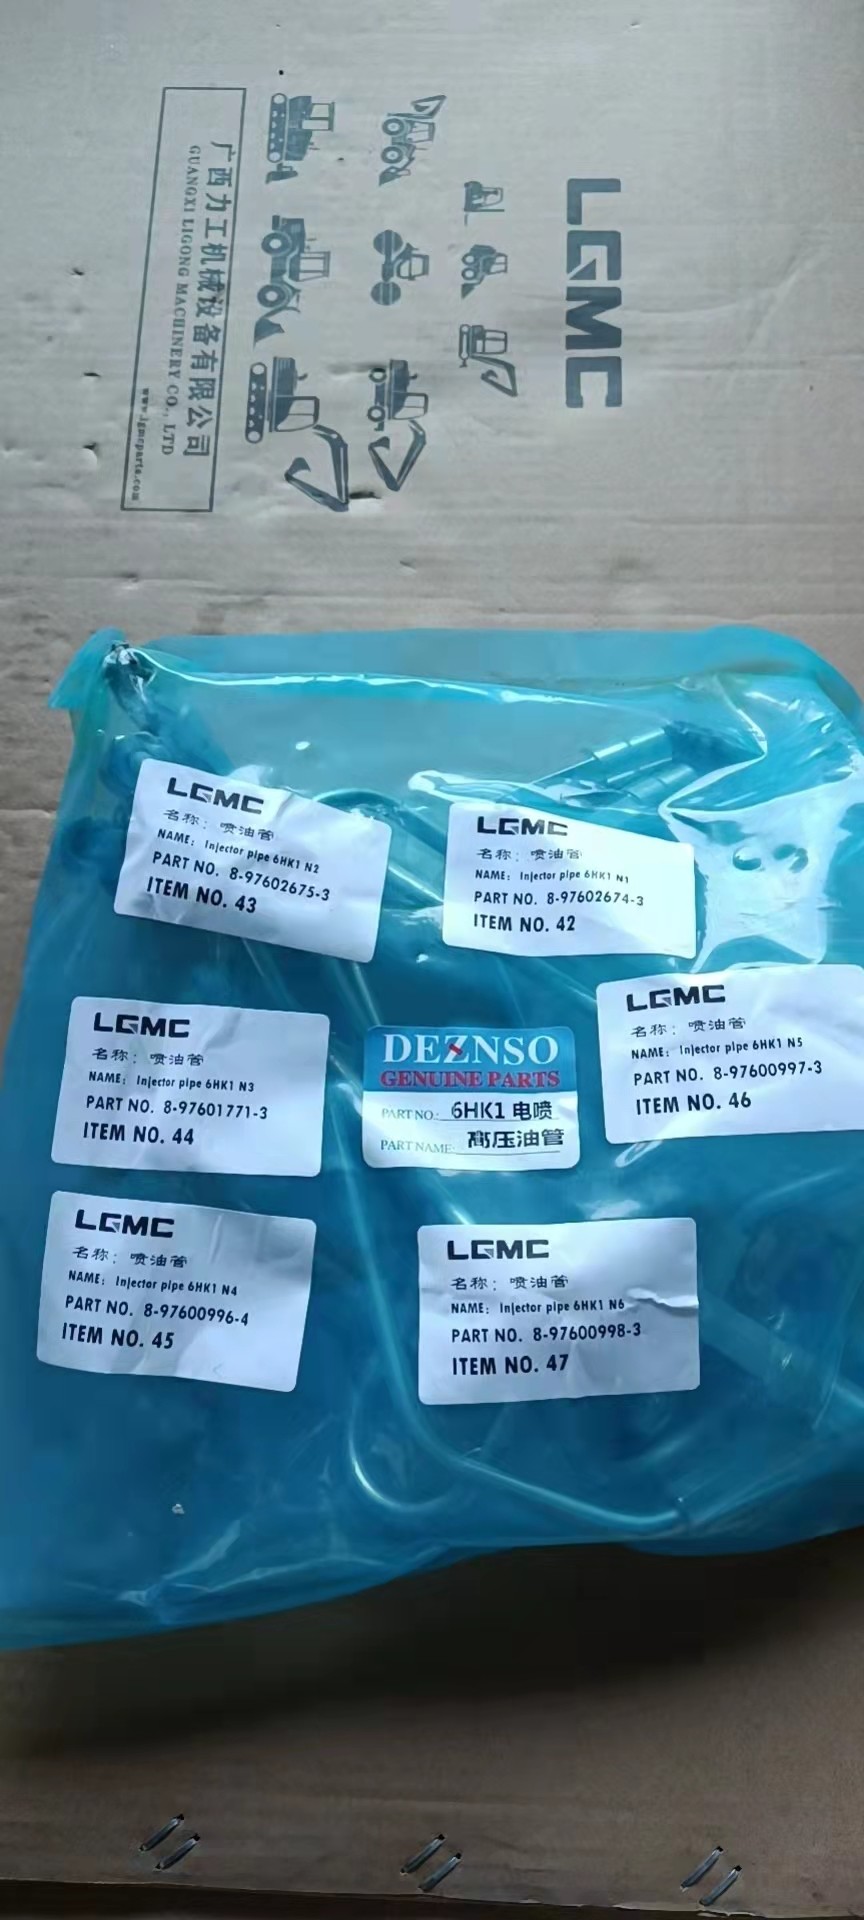 LGMC
广西力工机械设备有限公司
GUANGXI LIGONG MACHINERY CO., LTD
www.lgmcparts.com
LGMC
名称：喷油管
NAME: Injector pipe 6HK1 N2
PART NO. 8-97602675-3
ITEM NO. 43
LGMC
名称：喷油管
NAME: Injector pipe 6HK1 N1
PART NO. 8-97602674-3
ITEM NO. 42
LGMC
名称：喷油管
NAME: Injector pipe 6HK1 N3
PART NO. 8-97601771-3
ITEM NO. 44
DEZNSO
GENUINE PARTS
PART NO.: 6HK1 电喷
PART NAME: 高压油管
LGMC
名称：喷油管
NAME: Injector pipe 6HK1 N5
PART NO. 8-97600997-3
ITEM NO. 46
LGMC
名称：喷油管
NAME: Injector pipe 6HK1 N4
PART NO. 8-97600996-4
ITEM NO. 45
LGMC
名称：喷油管
NAME: Injector pipe 6HK1 N6
PART NO. 8-97600998-3
ITEM NO. 47